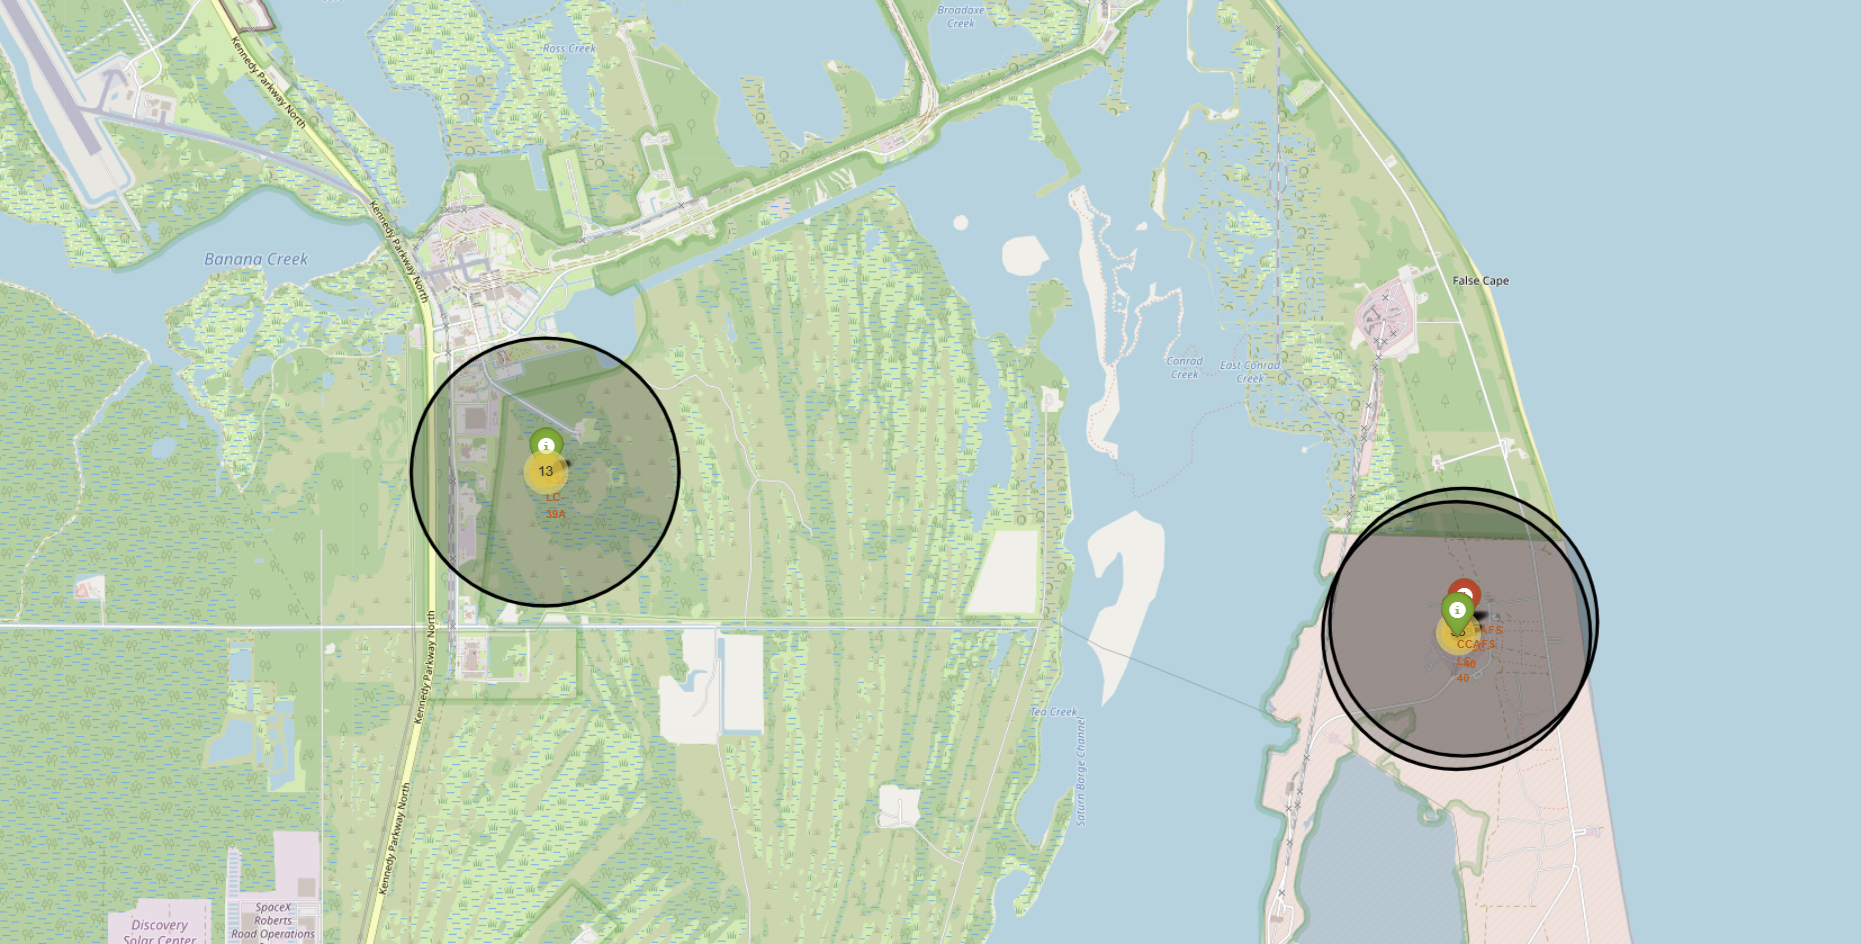 Broadaxe
Creek
Ross Creek
Kennedy Parkway North
Kennedy Parkway North
Banana Creek
False Cape
Conrad
Creek
East Conrad
Creek
13
LC-
39A
CCAFS
40
40
Kennedy Parkway North
Tea Creek
Saturn Barge Channel
Kennedy Parkway North
SpaceX
Roberts
Road Operations
Discovery
Solar Center